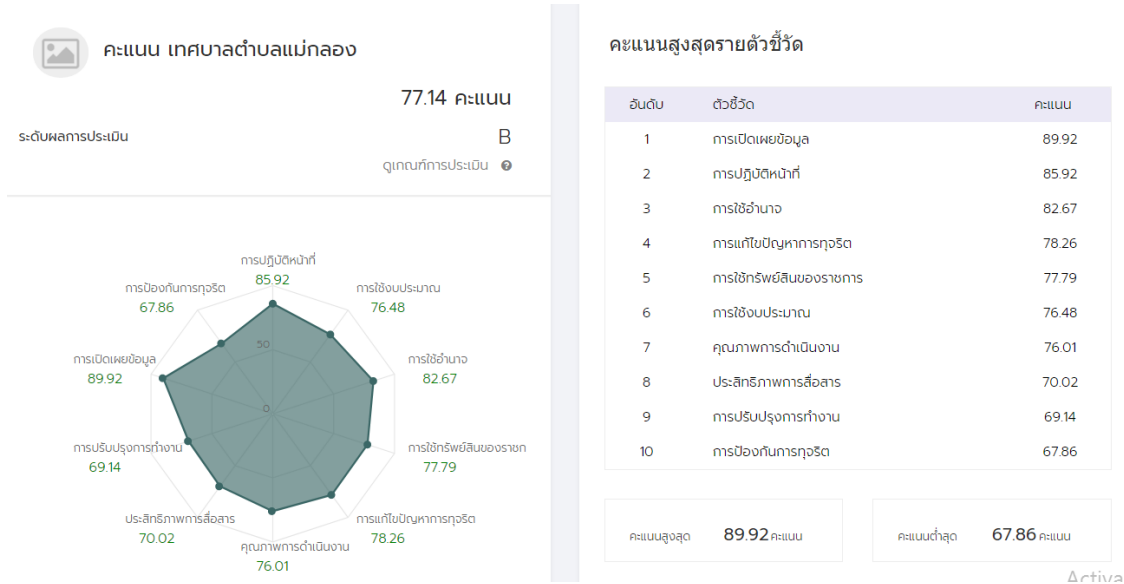 คะแนน เทศบาลตำบลแม่กลอง
77.14 คะแนน
ระดับผลการประเมิน B
ดูเกณฑ์การประเมิน
การปฏิบัติหน้าที่
85.92
การป้องกันการทุจริต
67.86
การใช้งบประมาณ
76.48
50
การเปิดเผยข้อมูล
89.92
การใช้อำนาจ
82.67
0
การปรับปรุงการทำงาน
69.14
การใช้ทรัพย์สินของราชก
77.79
ประสิทธิภาพการสื่อสาร
70.02
การแก้ไขปัญหาการทุจริต
78.26
คุณภาพการดำเนินงาน
76.01
คะแนนสูงสุดรายตัวชี้วัด
อันดับ ตัวชี้วัด คะแนน
1 การเปิดเผยข้อมูล 89.92
2 การปฏิบัติหน้าที่ 85.92
3 การใช้อำนาจ 82.67
4 การแก้ไขปัญหาการทุจริต 78.26
5 การใช้ทรัพย์สินของราชการ 77.79
6 การใช้งบประมาณ 76.48
7 คุณภาพการดำเนินงาน 76.01
8 ประสิทธิภาพการสื่อสาร 70.02
9 การปรับปรุงการทำงาน 69.14
10 การป้องกันการทุจริต 67.86
คะแนนสูงสุด 89.92 คะแนน
คะแนนต่ำสุด 67.86 คะแนน
Activa